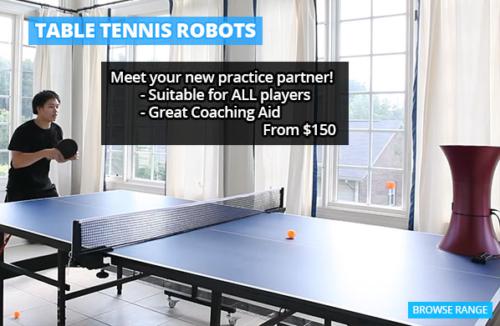 TABLE TENNIS ROBOTS
Meet your new practice partner!
- Suitable for ALL players
- Great Coaching Aid
From $150
BROWSE RANGE